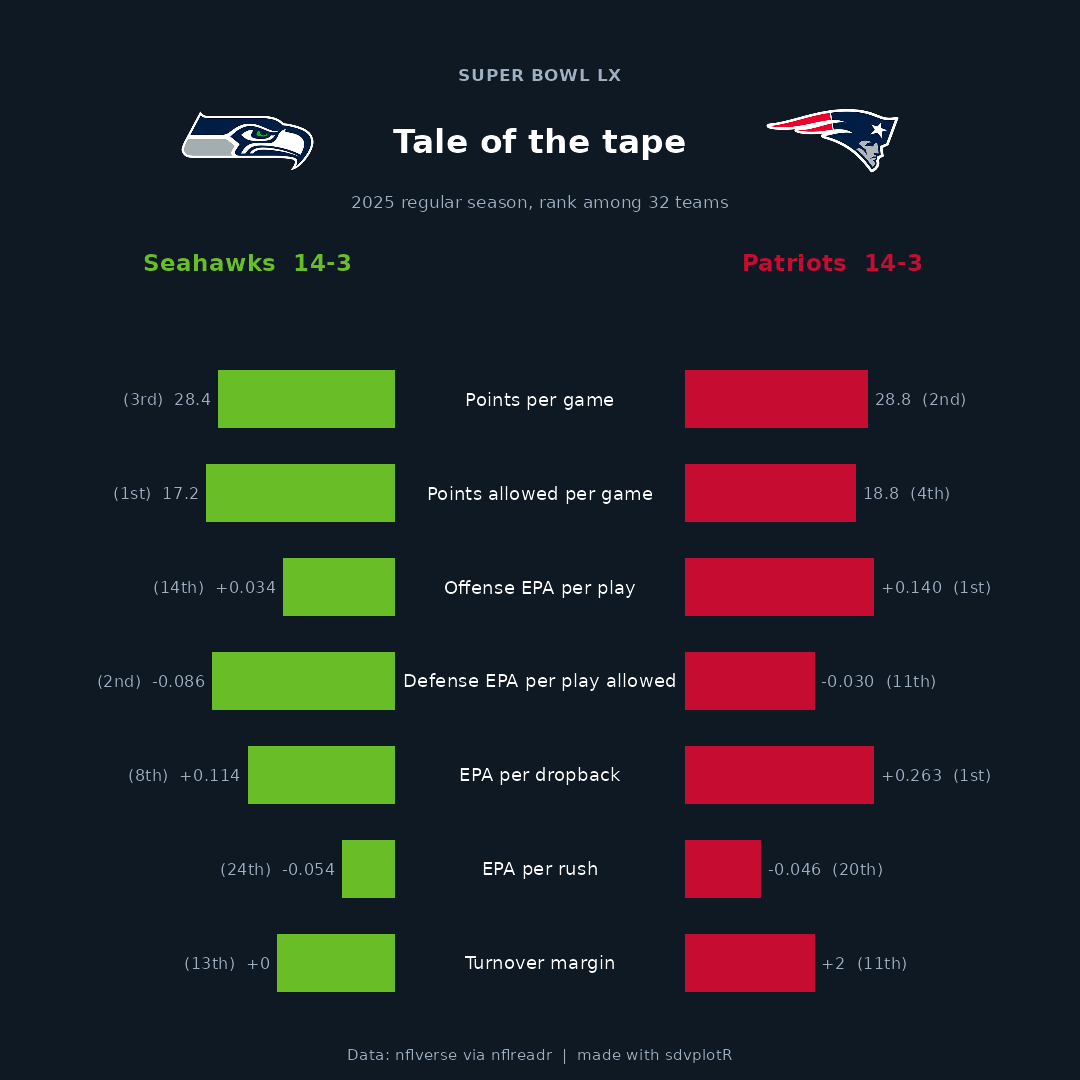 SUPER BOWL LX
Tale of the tape
2025 regular season, rank among 32 teams
Seahawks 14-3 Patriots 14-3
(3rd) 28.4 Points per game 28.8 (2nd)
(1st) 17.2 Points allowed per game 18.8 (4th)
(14th) +0.034 Offense EPA per play +0.140 (1st)
(2nd) -0.086 Defense EPA per play allowed -0.030 (11th)
(8th) +0.114 EPA per dropback +0.263 (1st)
(24th) -0.054 EPA per rush -0.046 (20th)
(13th) +0 Turnover margin +2 (11th)
Data: nflverse via nflreadr | made with sdvplotR